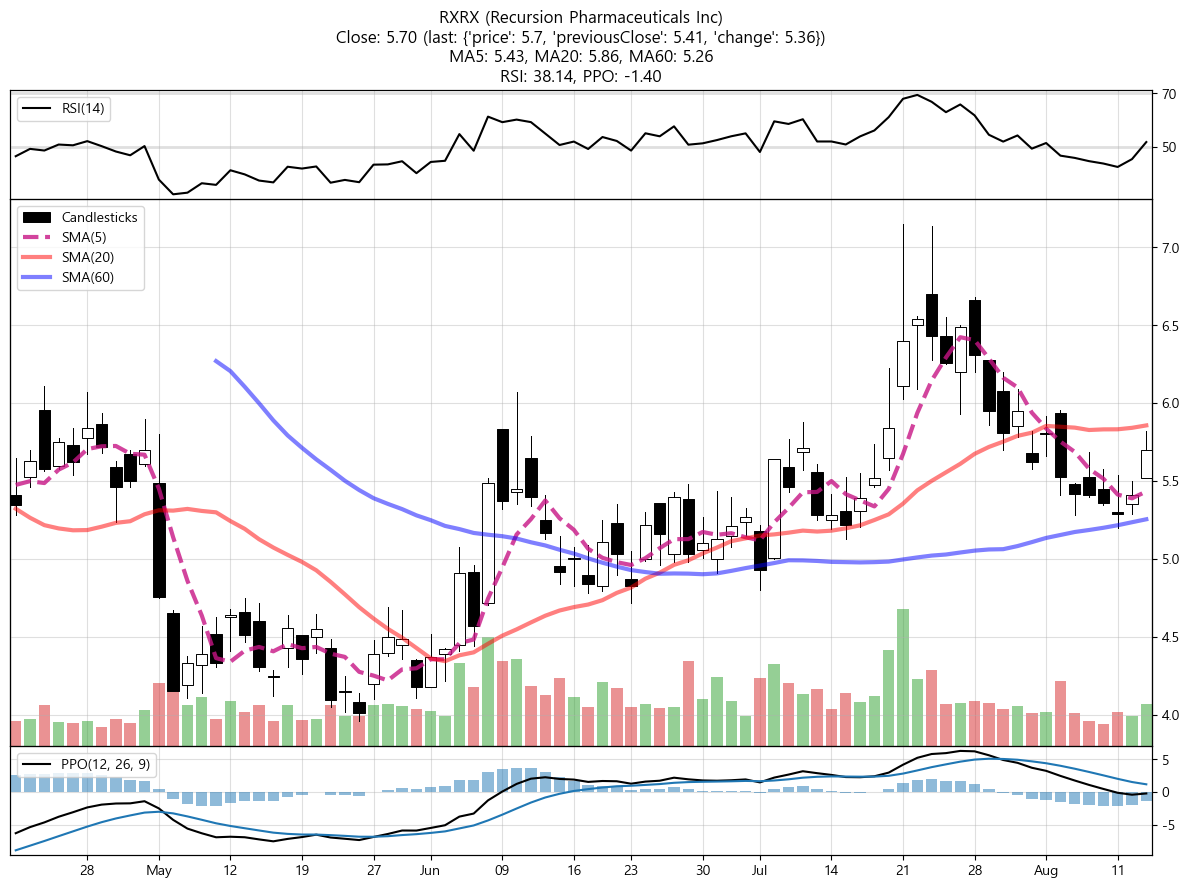 RXRX (Recursion Pharmaceuticals Inc)
Close: 5.70 (last: {'price': 5.7, 'previousClose': 5.41, 'change': 5.36})
MA5: 5.43, MA20: 5.86, MA60: 5.26
RSI: 38.14, PPO: -1.40
RSI(14)
70
50
Candlesticks
SMA(5)
SMA(20)
SMA(60)
7.0
6.5
6.0
5.5
5.0
4.5
4.0
PPO(12, 26, 9)
5
0
-5
28 May 12 19 27 Jun 09 16 23 30 Jul 14 21 28 Aug 11